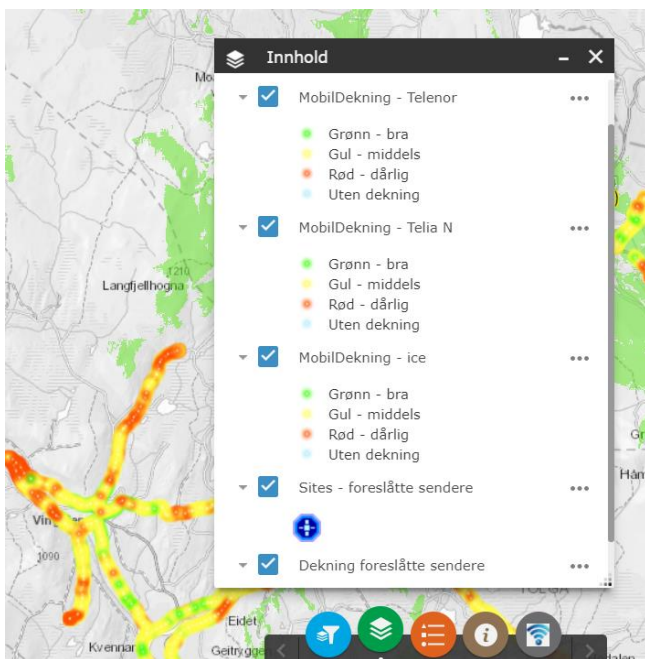 Innhold
MobilDekning - Telenor
Grønn - bra
Gul - middels
Rød - dårlig
Uten dekning
MobilDekning - Telia N
Grønn - bra
Gul - middels
Rød - dårlig
Uten dekning
MobilDekning - ice
Grønn - bra
Gul - middels
Rød - dårlig
Uten dekning
Sites - foreslåtte sendere
Dekning foreslåtte sendere
1210
Langfjellhogna
1090
Eidet
Kvennan